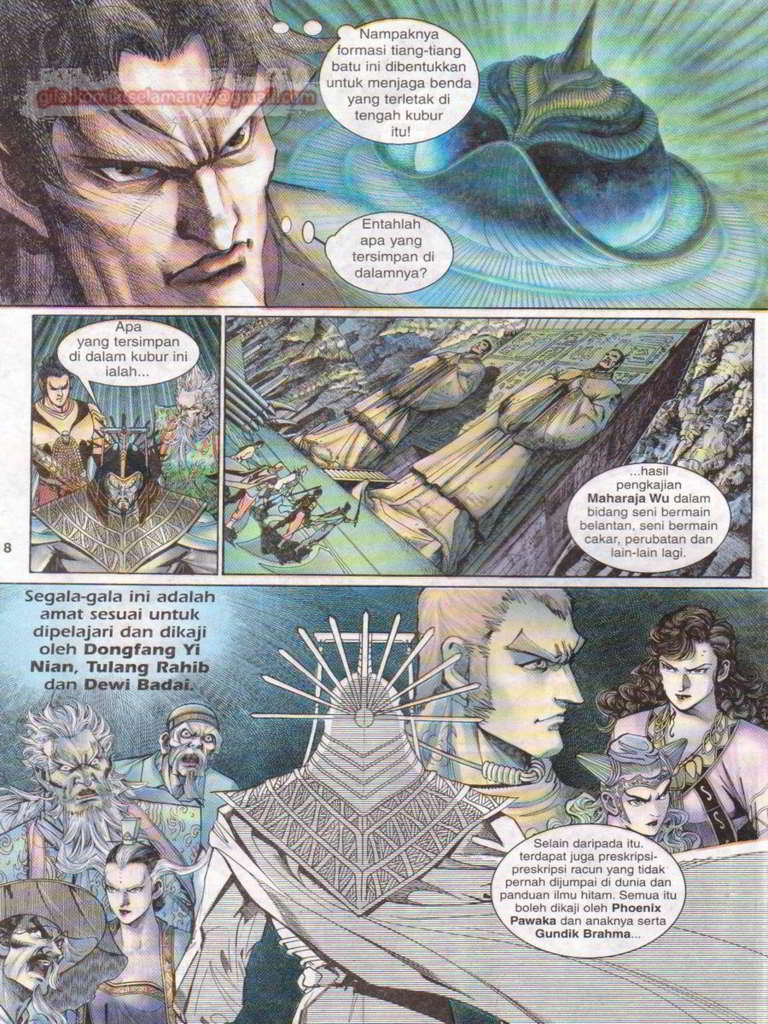 Nampaknya
formasi tiang-tiang
batu ini dibentukkan
untuk menjaga benda
yang terletak di
tengah kubur
itu!
gilakomik.selamanya@gmail.com
Entahlah
apa yang
tersimpan di
dalamnya?
Apa
yang tersimpan
di dalam kubur ini
ialah...
...hasil
pengkajian
Maharaja Wu dalam
bidang seni bermain
belantan, seni bermain
cakar, perubatan dan
lain-lain lagi.
8
Segala-gala ini adalah
amat sesuai untuk
dipelajari dan dikaji
oleh Dongfang Yi
Nian, Tulang Rahib
dan Dewi Badai.
Selain daripada itu.
terdapat juga preskripsi-
preskripsi racun yang tidak
pernah dijumpai di dunia dan
panduan ilmu hitam. Semua itu
boleh dikaji oleh Phoenix
Pawaka dan anaknya serta
Gundik Brahma...